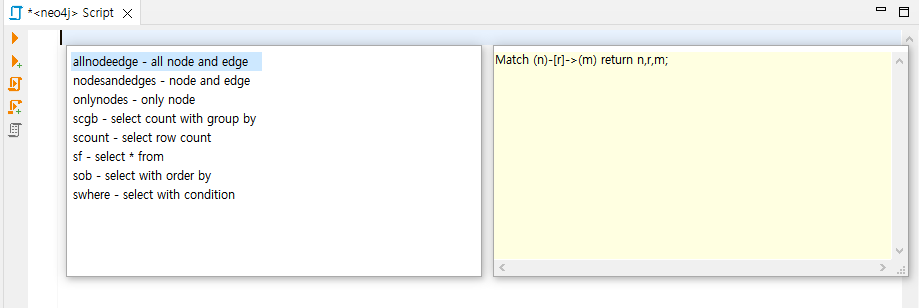 *<neo4j> Script
allnodeedge - all node and edge
nodesandedges - node and edge
onlynodes - only node
scgb - select count with group by
scount - select row count
sf - select * from
sob - select with order by
swhere - select with condition
Match (n)-[r]->(m) return n,r,m;